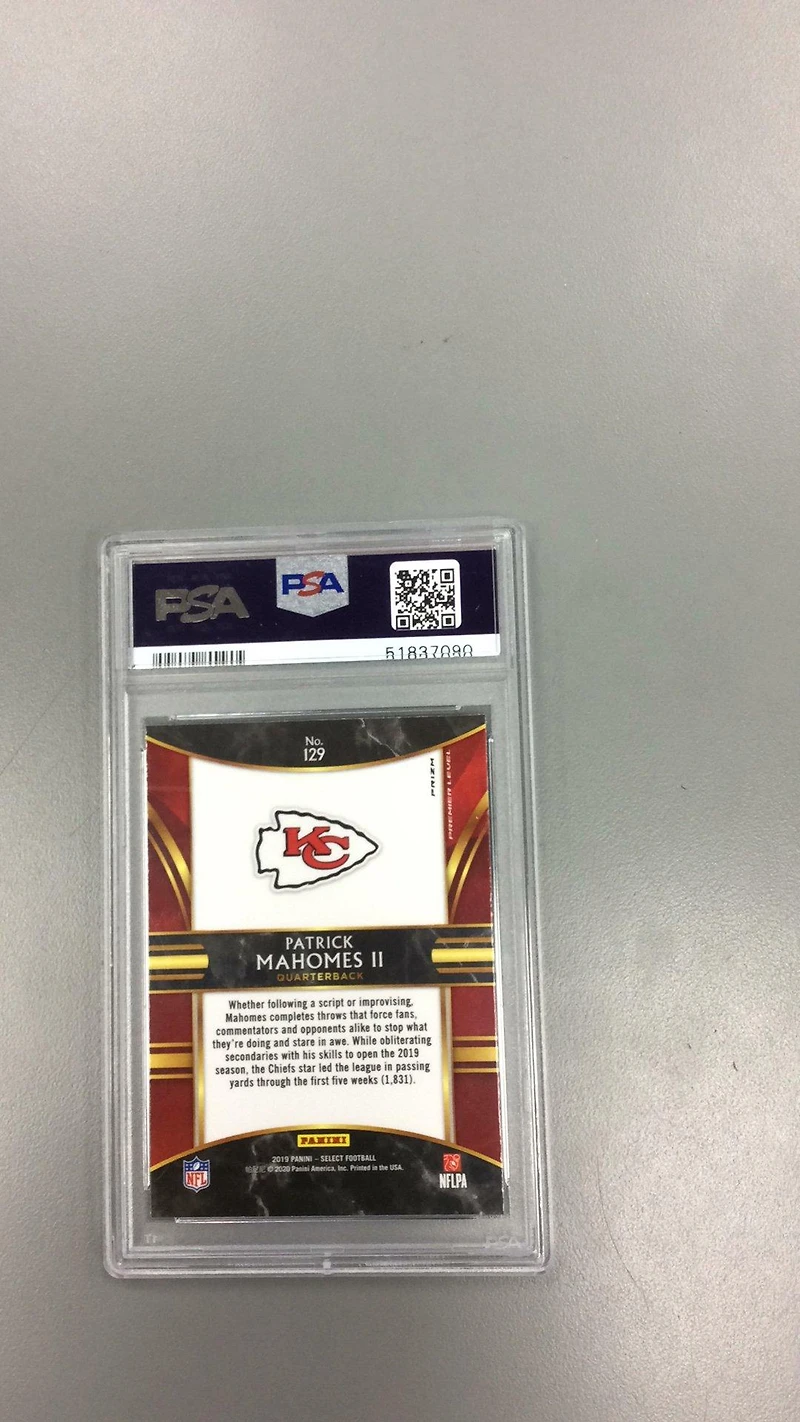 PSA
PSA
51837090
No.
129
PRIZM
PREMIER LEVEL
KC
PATRICK
MAHOMES II
QUARTERBACK
Whether following a script or improvising,
Mahomes completes throws that force fans,
commentators and opponents alike to stop what
they're doing and stare in awe. While obliterating
secondaries with his skills to open the 2019
season, the Chiefs star led the league in passing
yards through the first five weeks (1,831).
PANINI
2019 PANINI – SELECT FOOTBALL
© 2020 Panini America, Inc. Printed in the USA.
NFL
NFLPA
PSA